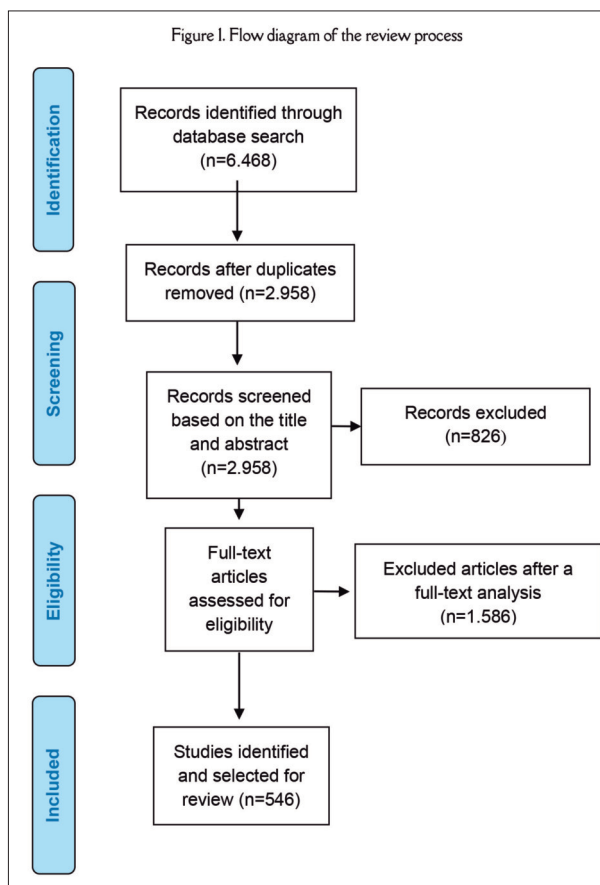 Figure 1. Flow diagram of the review process
Identification
Records identified through
database search
(n=6.468)
Records after duplicates
removed (n=2.958)
Screening
Records screened
based on the title
and abstract
(n=2.958)
Records excluded
(n=826)
Eligibility
Full-text
articles
assessed for
eligibility
Excluded articles after a
full-text analysis
(n=1.586)
Included
Studies identified
and selected for
review (n=546)